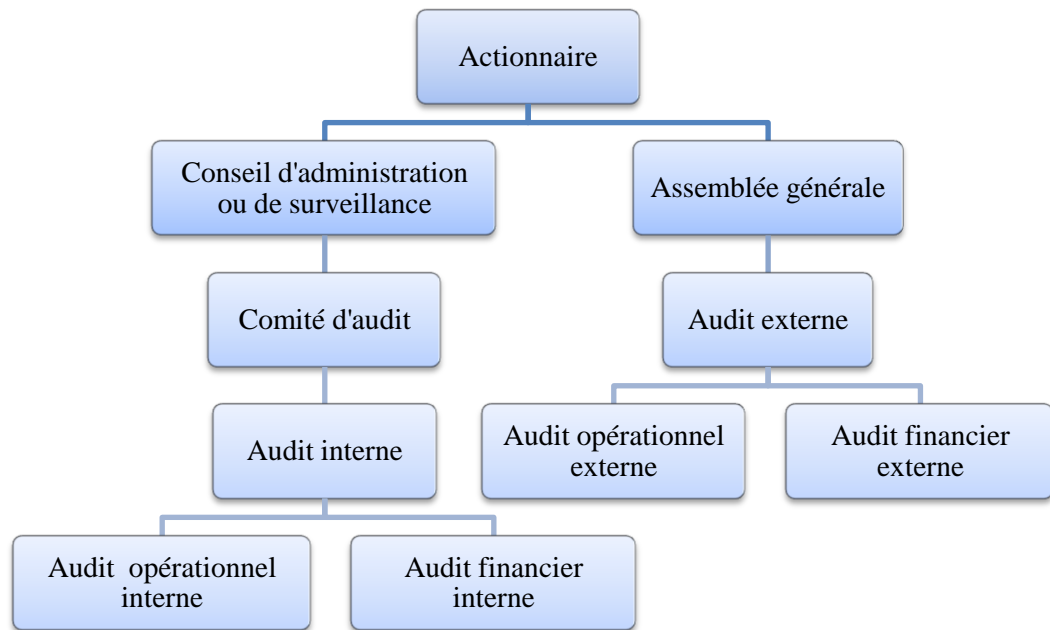 Actionnaire
Conseil d'administration
ou de surveillance
Assemblée générale
Comité d'audit
Audit externe
Audit interne
Audit opérationnel
externe
Audit financier
externe
Audit opérationnel
interne
Audit financier
interne